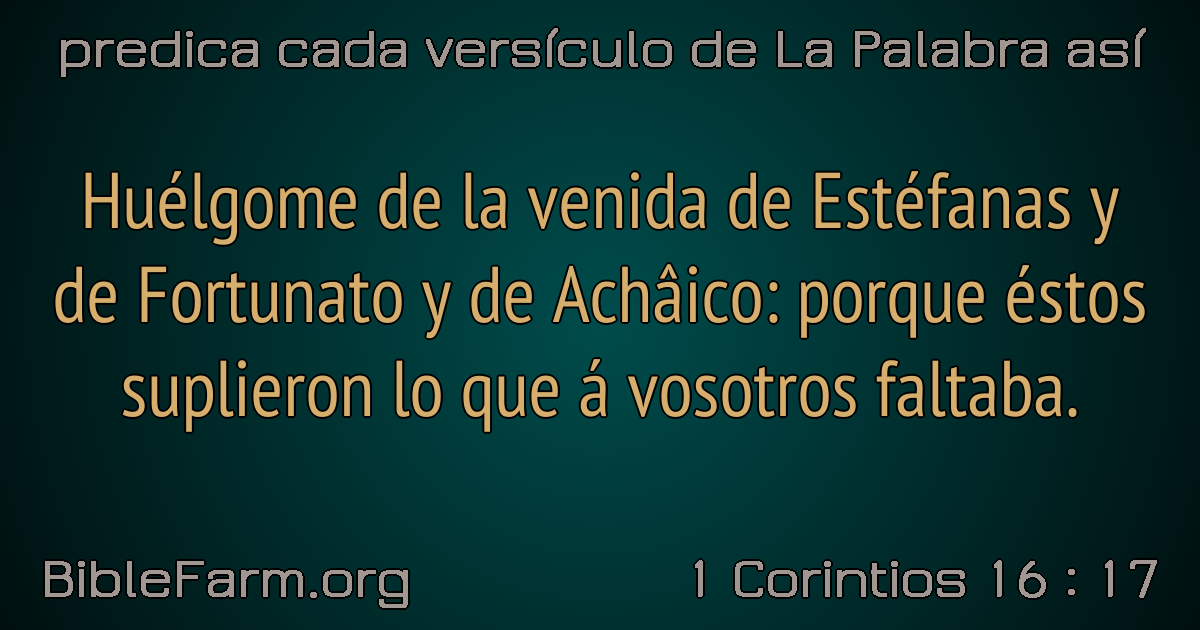 predica cada versículo de La Palabra así
Huélgome de la venida de Estéfanas y
de Fortunato y de Achâico: porque éstos
suplieron lo que á vosotros faltaba.
BibleFarm.org
1 Corintios 16 : 17